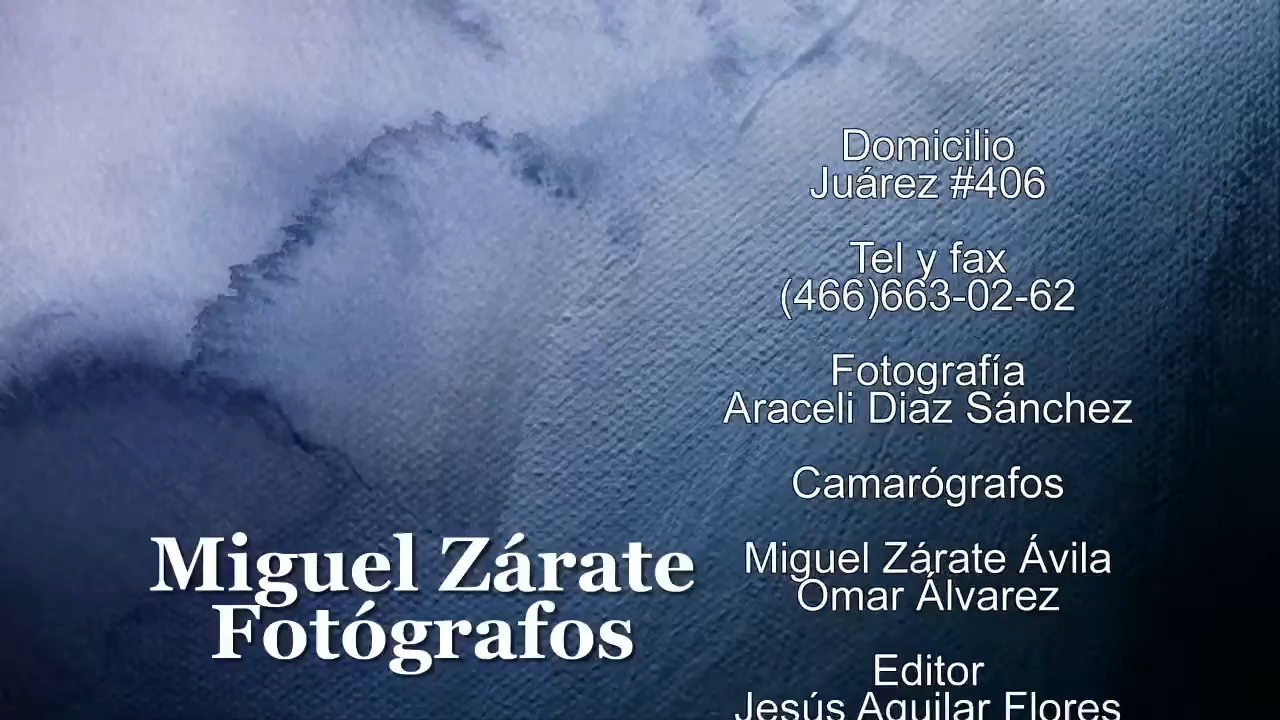 Domicilio
Juárez #406
Tel y fax
(466)663-02-62
Fotografía
Araceli Diaz Sánchez
Camarógrafos
Miguel Zárate Ávila
Omar Álvarez
Editor
Jesús Aguilar Flores
Miguel Zárate
Fotógrafos